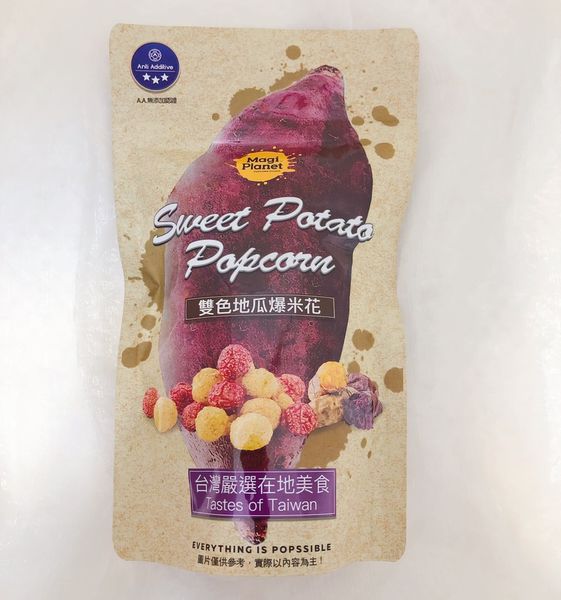 Anti Additive
A.A.無添加認證
Magi
Planet
Sweet Potato
Popcorn
雙色地瓜爆米花
台灣嚴選在地美食
Tastes of Taiwan
EVERYTHING IS POPSSIBLE
圖片僅供參考，實際以內容為主！